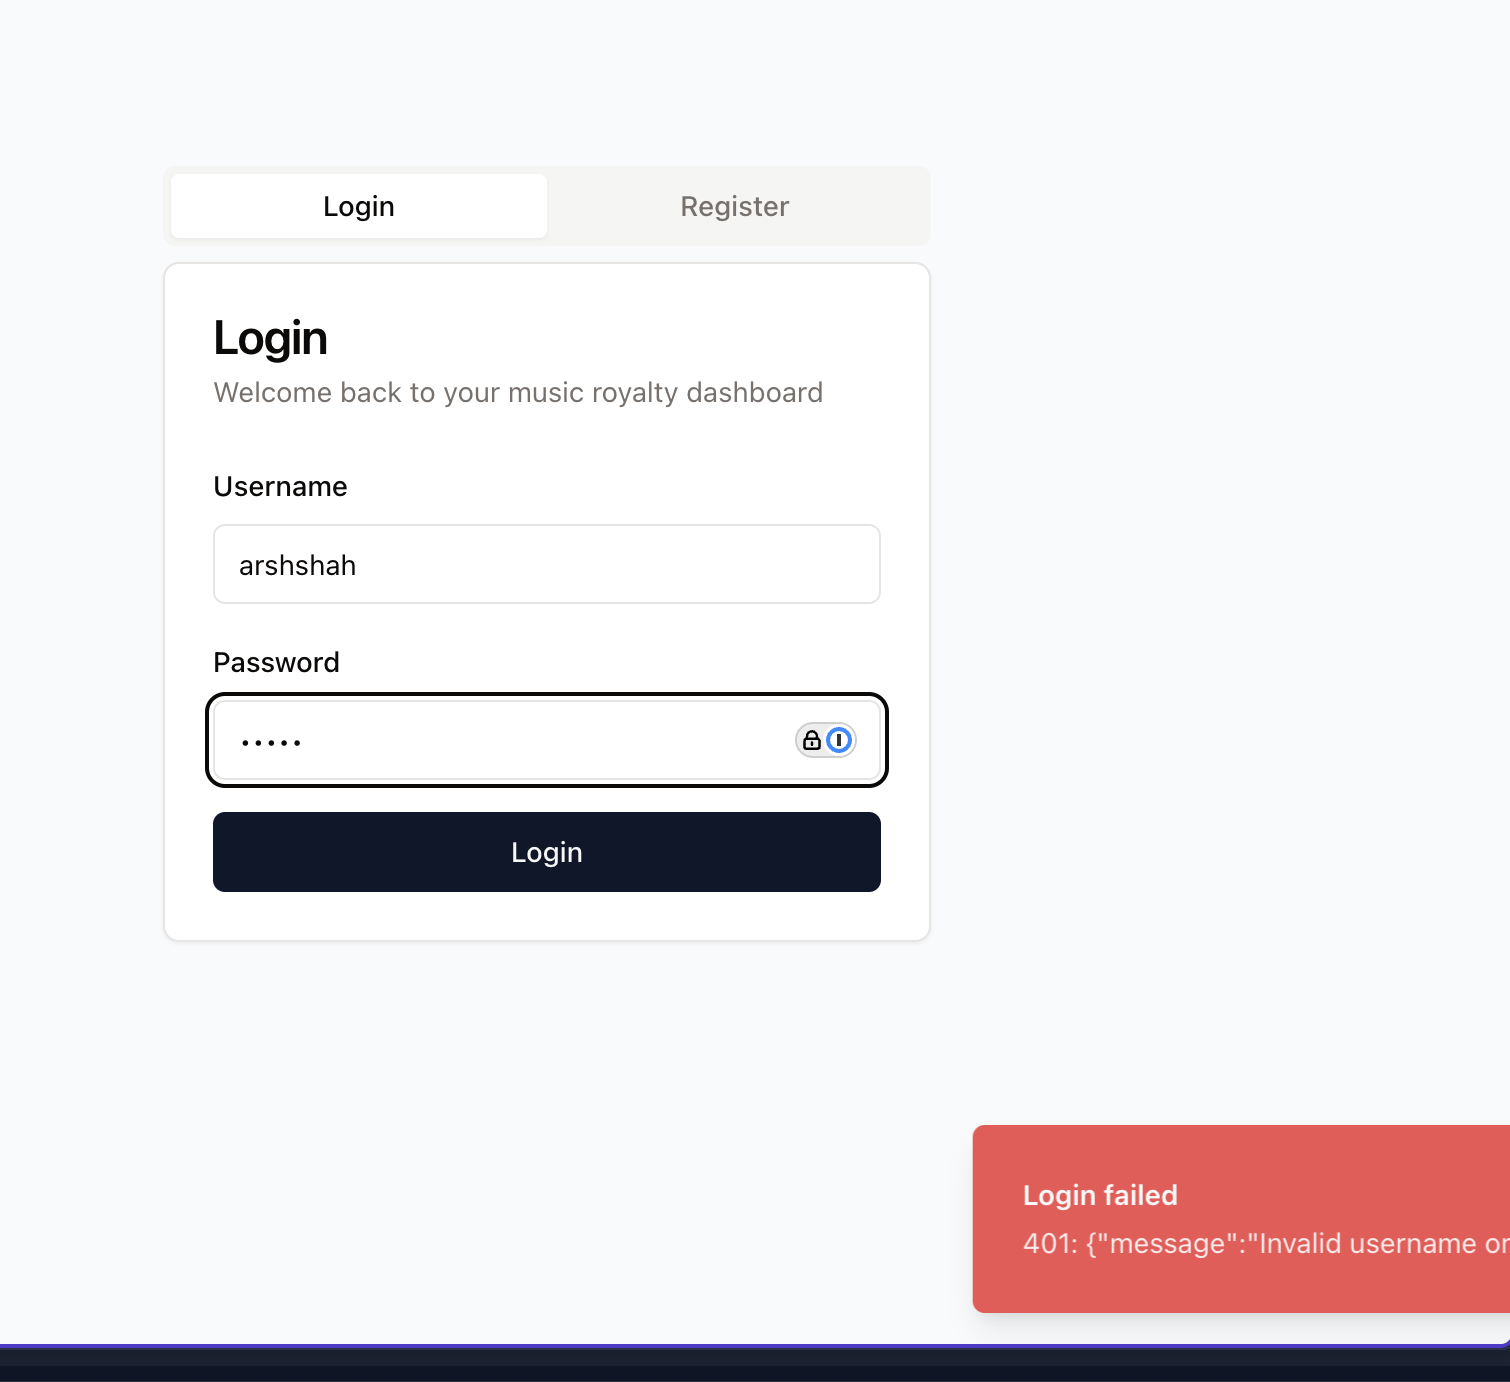 Login
Register
Login
Welcome back to your music royalty dashboard
Username
arshshah
Password
•••••
Login
Login failed
401: {"message":"Invalid username or